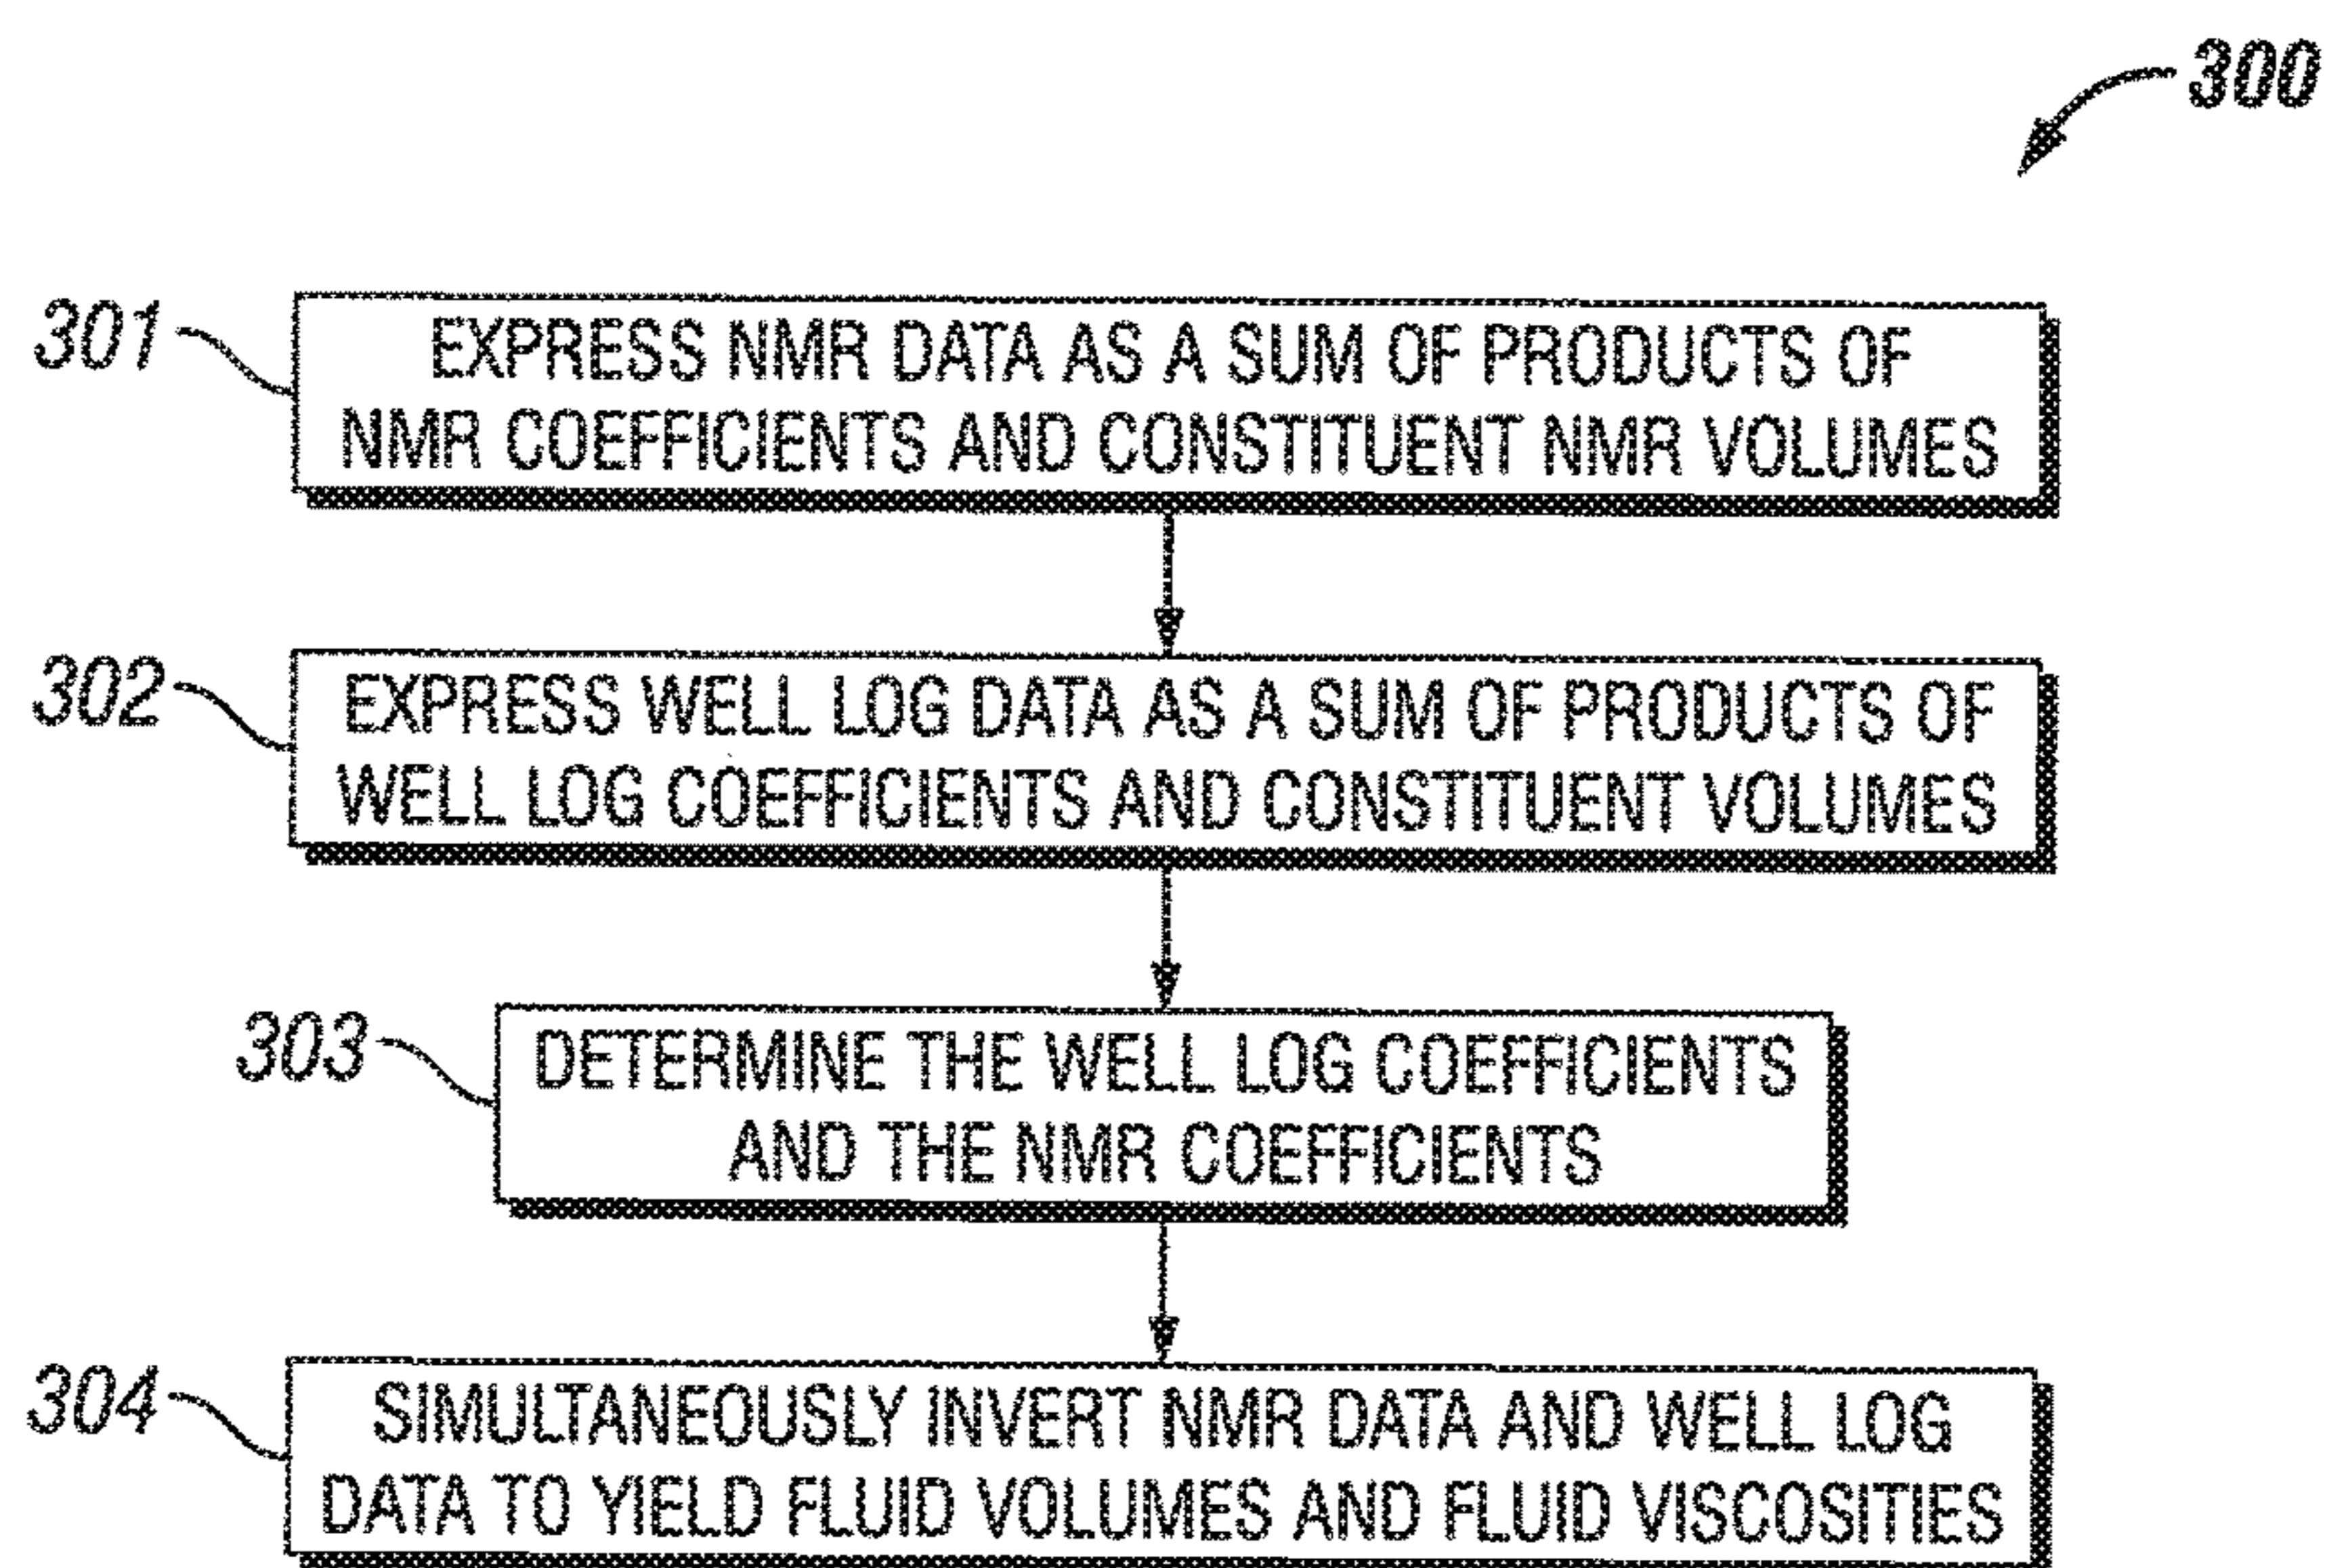 300
301
EXPRESS NMR DATA AS A SUM OF PRODUCTS OF
NMR COEFFICIENTS AND CONSTITUENT NMR VOLUMES
302
EXPRESS WELL LOG DATA AS A SUM OF PRODUCTS OF
WELL LOG COEFFICIENTS AND CONSTITUENT VOLUMES
303
DETERMINE THE WELL LOG COEFFICIENTS
AND THE NMR COEFFICIENTS
304
SIMULTANEOUSLY INVERT NMR DATA AND WELL LOG
DATA TO YIELD FLUID VOLUMES AND FLUID VISCOSITIES